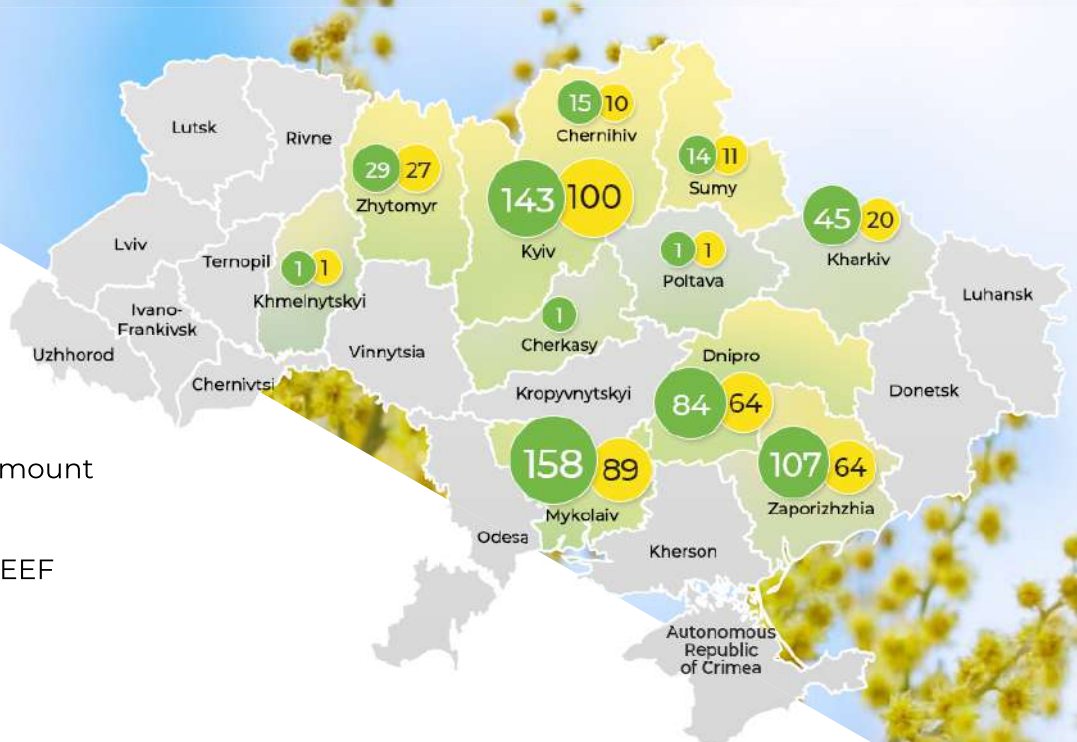 15 10
Chernihiv
Lutsk
Rivne
29 27
Zhytomyr
14 11
Sumy
143 100
Kyiv
45 20
Kharkiv
Lviv
Ternopil
1 1
Khmelnytskyi
1 1
Poltava
Luhansk
Ivano-
Frankivsk
1
Cherkasy
Uzhhorod
Vinnytsia
Dnipro
Chernivtsi
Kropyvnytskyi
84 64
Donetsk
158 89
Mykolaiv
107 64
Zaporizhzhia
mount
Odesa
Kherson
EEF
Autonomous
Republic
of Crimea